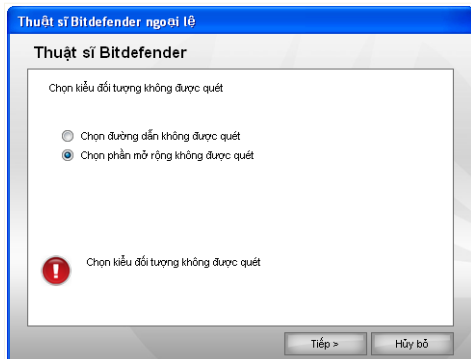 Thuật sĩ Bitdefender ngoại lệ
Thuật sĩ Bitdefender
Chọn kiểu đối tượng không được quét
Chọn đường dẫn không được quét
Chọn phần mở rộng không được quét
Chọn kiểu đối tượng không được quét
Tiếp >
Hủy bỏ